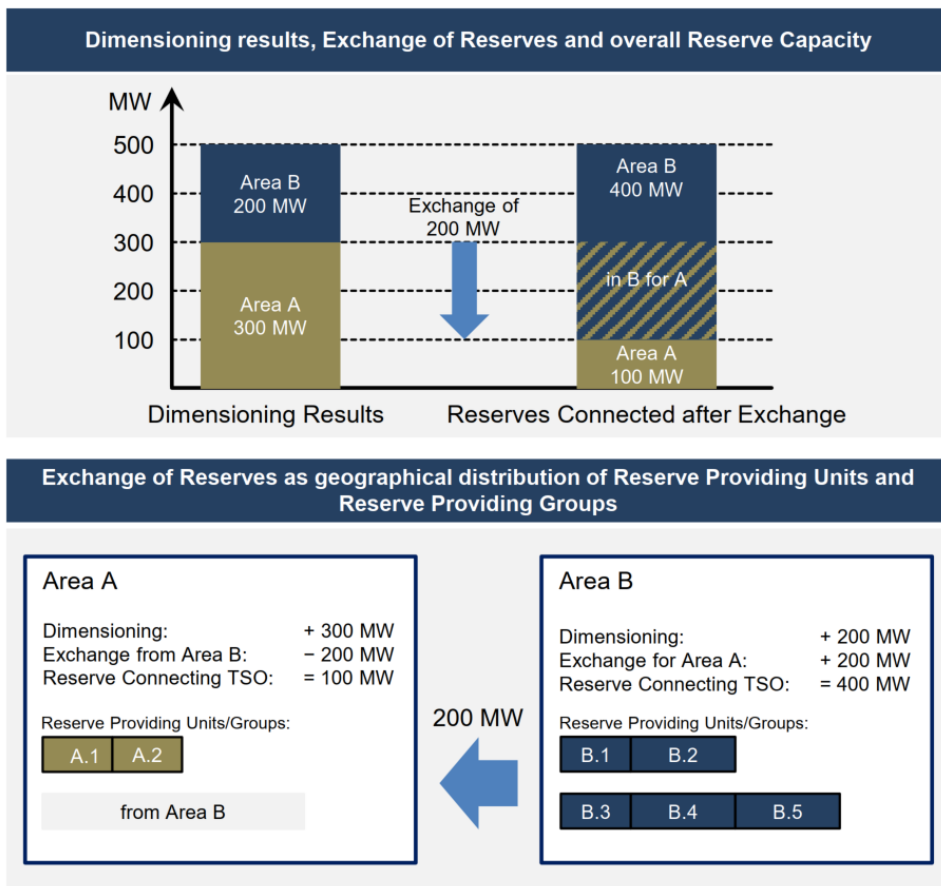 Dimensioning results, Exchange of Reserves and overall Reserve Capacity
MW
500
400
300
200
100
Area B
200 MW
Area A
300 MW
Exchange of
200 MW
Area B
400 MW
in B for A
Area A
100 MW
Dimensioning Results
Reserves Connected after Exchange
Exchange of Reserves as geographical distribution of Reserve Providing Units and
Reserve Providing Groups
Area A
Dimensioning: + 300 MW
Exchange from Area B: − 200 MW
Reserve Connecting TSO: = 100 MW
Reserve Providing Units/Groups:
A.1 A.2
from Area B
200 MW
Area B
Dimensioning: + 200 MW
Exchange for Area A: + 200 MW
Reserve Connecting TSO: = 400 MW
Reserve Providing Units/Groups:
B.1 B.2
B.3 B.4 B.5